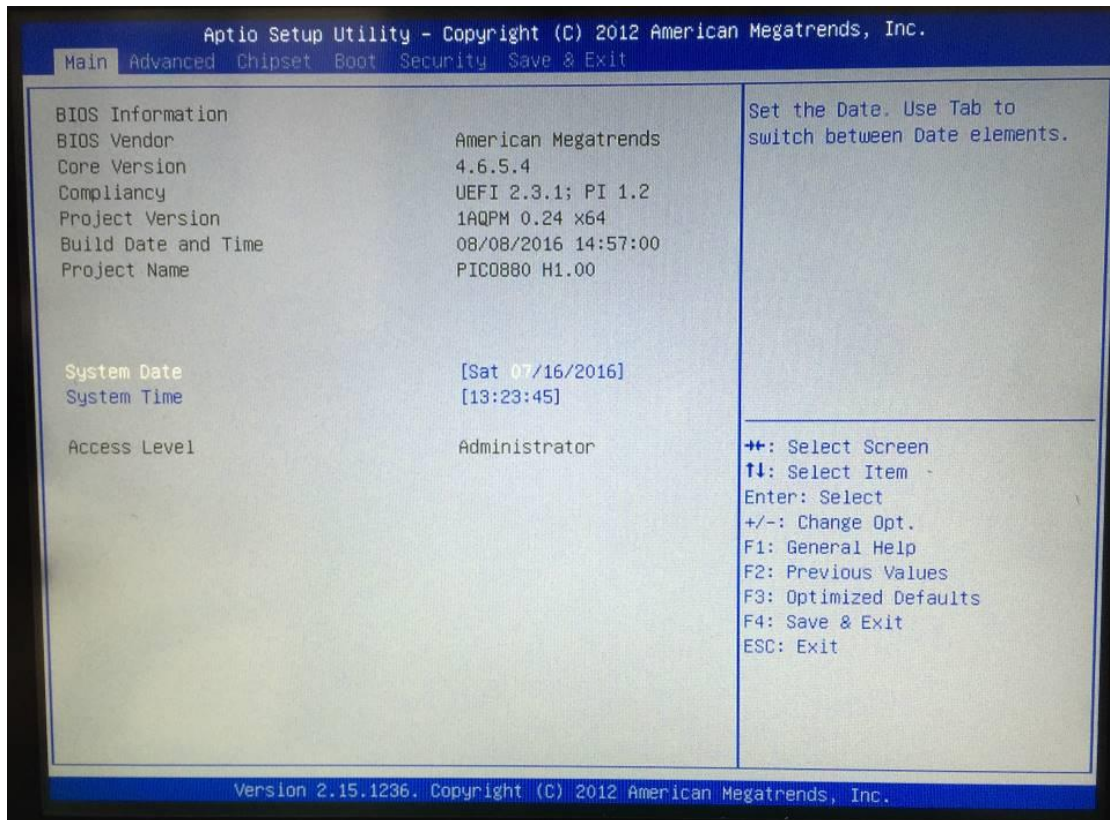 Aptio Setup Utility – Copyright (C) 2012 American Megatrends, Inc.
Main Advanced Chipset Boot Security Save & Exit
BIOS Information
BIOS Vendor American Megatrends
Core Version 4.6.5.4
Compliancy UEFI 2.3.1; PI 1.2
Project Version 1AQPM 0.24 x64
Build Date and Time 08/08/2016 14:57:00
Project Name PICO880 H1.00
System Date [Sat 07/16/2016]
System Time [13:23:45]
Access Level Administrator
Set the Date. Use Tab to
switch between Date elements.
→←: Select Screen
↑↓: Select Item
Enter: Select
+/-: Change Opt.
F1: General Help
F2: Previous Values
F3: Optimized Defaults
F4: Save & Exit
ESC: Exit
Version 2.15.1236. Copyright (C) 2012 American Megatrends, Inc.